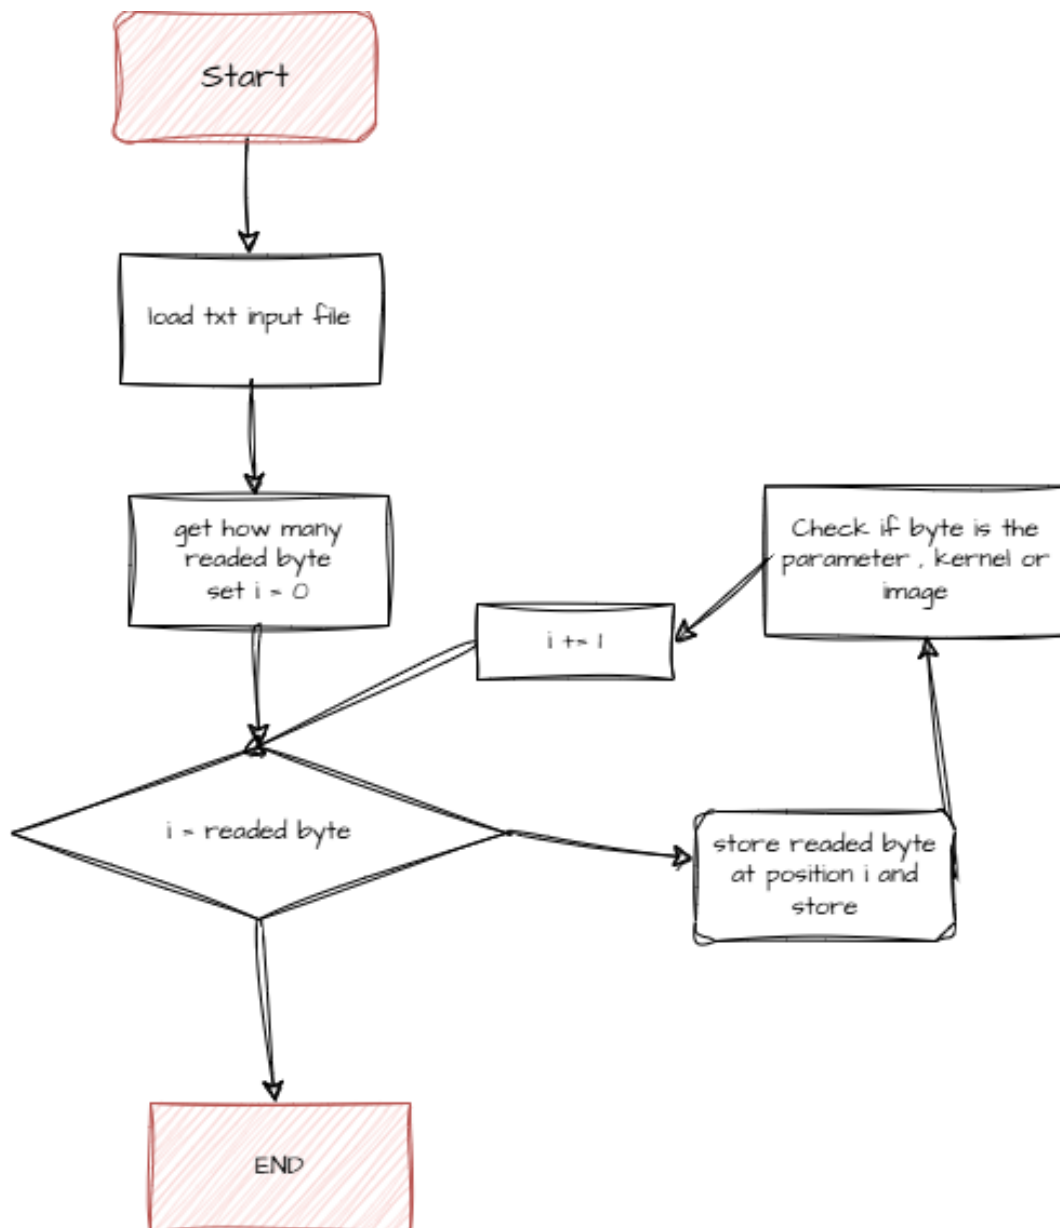 Start
load txt input file
get how many
readed byte
set i = 0
i = readed byte
store readed byte
at position i and
store
Check if byte is the
parameter , kernel or
image
i += 1
END